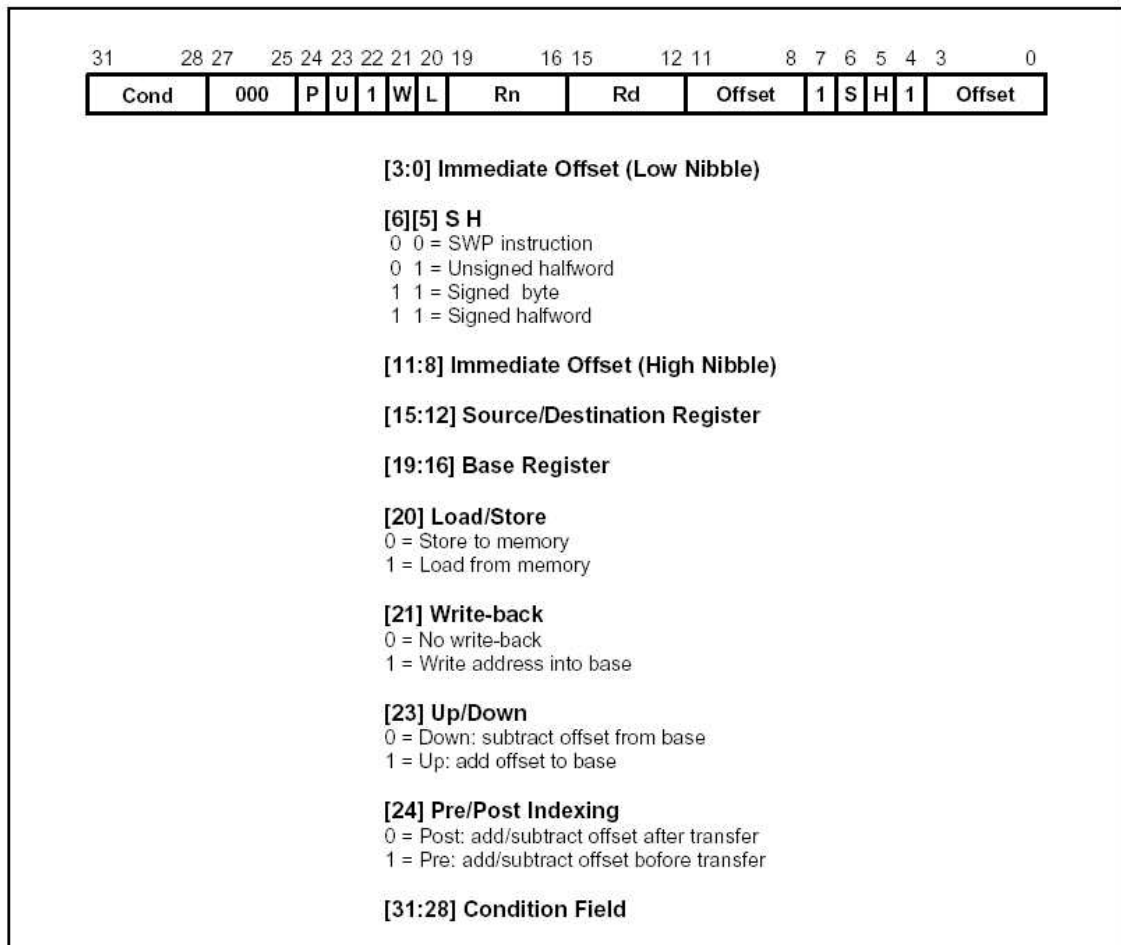 31 28 27 25 24 23 22 21 20 19 16 15 12 11 8 7 6 5 4 3 0
Cond 000 P U 1 W L Rn Rd Offset 1 S H 1 Offset
[3:0] Immediate Offset (Low Nibble)
[6][5] S H
0 0 = SWP instruction
0 1 = Unsigned halfword
1 1 = Signed byte
1 1 = Signed halfword
[11:8] Immediate Offset (High Nibble)
[15:12] Source/Destination Register
[19:16] Base Register
[20] Load/Store
0 = Store to memory
1 = Load from memory
[21] Write-back
0 = No write-back
1 = Write address into base
[23] Up/Down
0 = Down: subtract offset from base
1 = Up: add offset to base
[24] Pre/Post Indexing
0 = Post: add/subtract offset after transfer
1 = Pre: add/subtract offset bofore transfer
[31:28] Condition Field